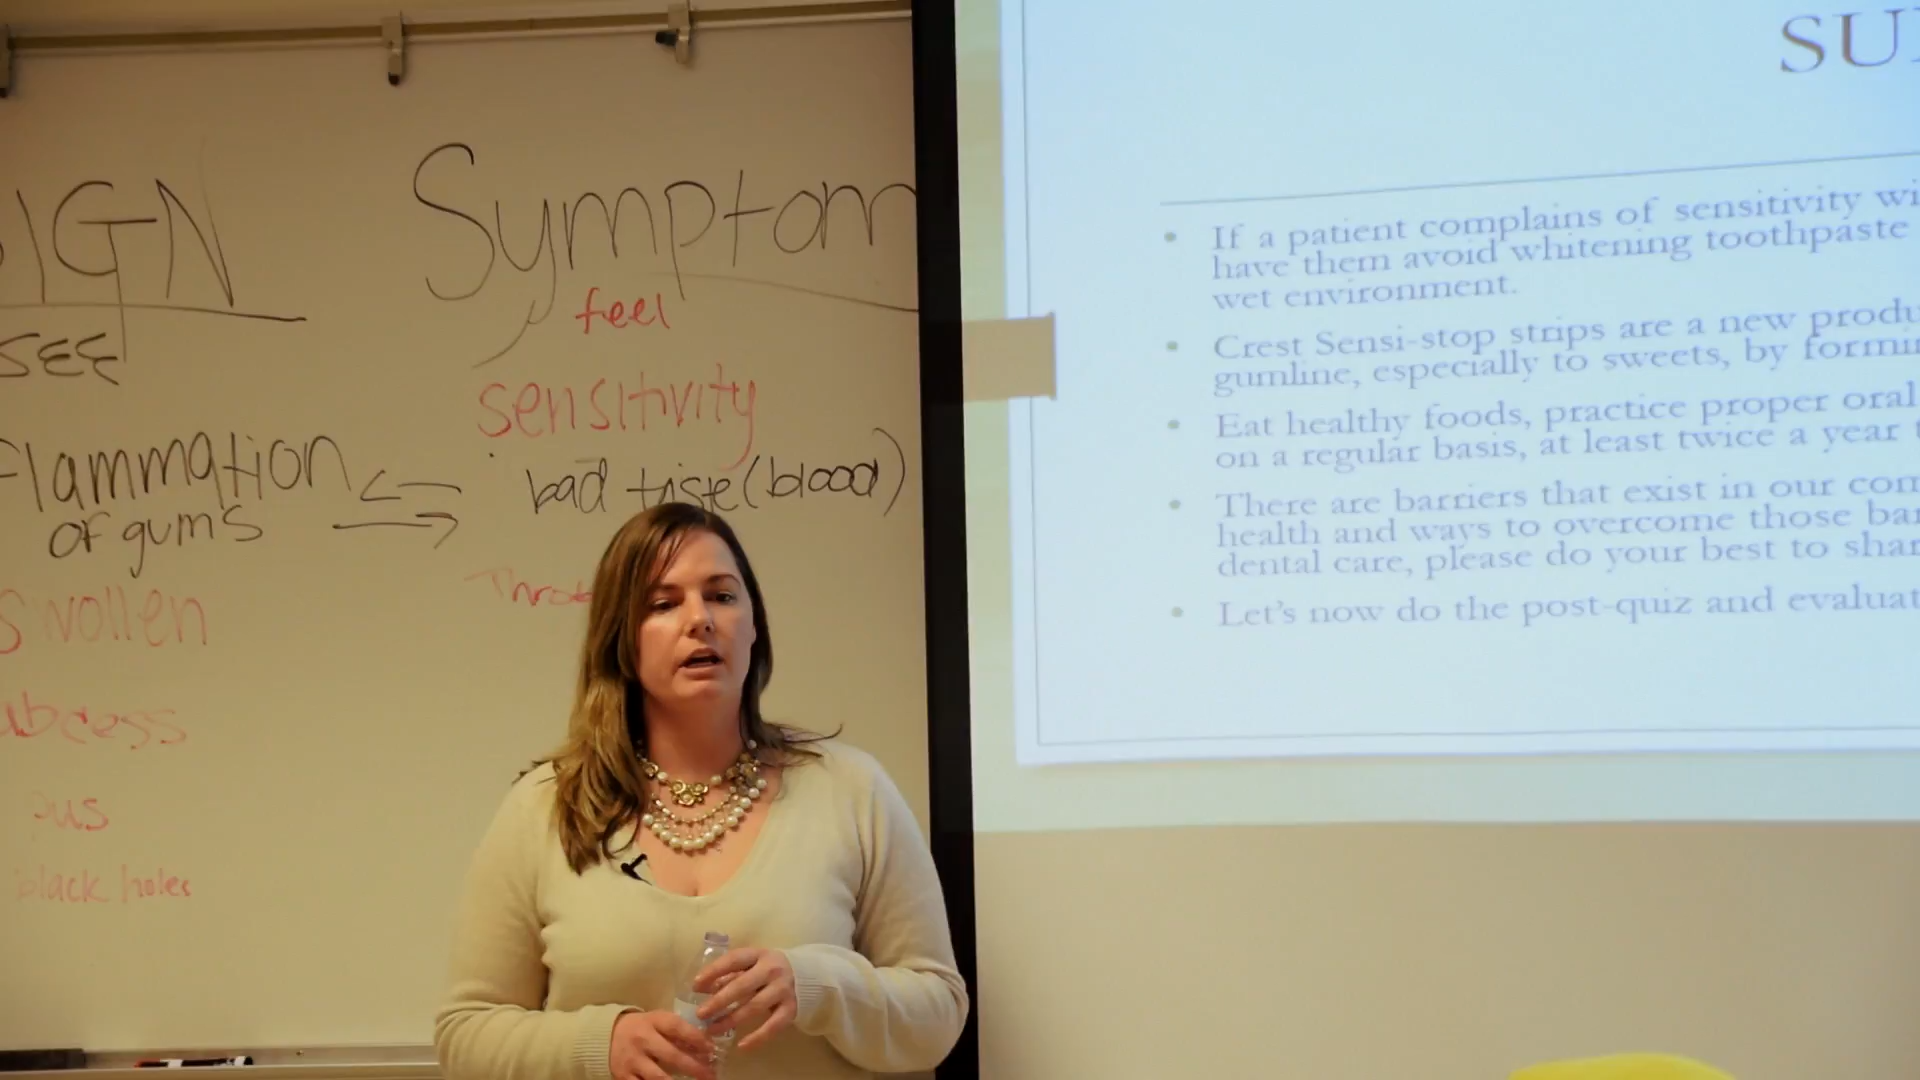 SIGN
SEE
flammation
of gums
Swollen
abcess
pus
black holes
Symptom
feel
sensitivity
bad taste (blood)
Throb
SU
If a patient complains of sensitivity wi
have them avoid whitening toothpaste
wet environment.
Crest Sensi-stop strips are a new produ
gumline, especially to sweets, by formin
Eat healthy foods, practice proper oral
on a regular basis, at least twice a year t
There are barriers that exist in our com
health and ways to overcome those bar
dental care, please do your best to shar
Let's now do the post-quiz and evaluat